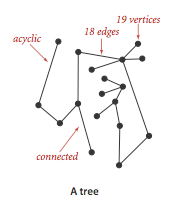 19 vertices
18 edges
acyclic
connected
A tree